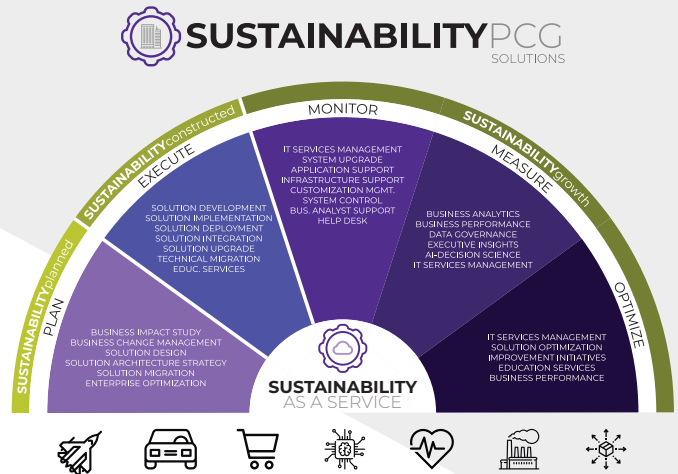 SUSTAINABILITYPCG
SOLUTIONS
SUSTAINABILITYplanned
SUSTAINABILITYconstructed
SUSTAINABILITYgrowth
PLAN
BUSINESS IMPACT STUDY
BUSINESS CHANGE MANAGEMENT
SOLUTION DESIGN
SOLUTION ARCHITECTURE STRATEGY
SOLUTION MIGRATION
ENTERPRISE OPTIMIZATION
EXECUTE
SOLUTION DEVELOPMENT
SOLUTION IMPLEMENTATION
SOLUTION DEPLOYMENT
SOLUTION INTEGRATION
SOLUTION UPGRADE
TECHNICAL MIGRATION
EDUC. SERVICES
MONITOR
IT SERVICES MANAGEMENT
SYSTEM UPGRADE
APPLICATION SUPPORT
INFRASTRUCTURE SUPPORT
CUSTOMIZATION MGMT.
SYSTEM CONTROL
BUS. ANALYST SUPPORT
HELP DESK
MEASURE
BUSINESS ANALYTICS
BUSINESS PERFORMANCE
DATA GOVERNANCE
EXECUTIVE INSIGHTS
AI-DECISION SCIENCE
IT SERVICES MANAGEMENT
OPTIMIZE
IT SERVICES MANAGEMENT
SOLUTION OPTIMIZATION
IMPROVEMENT INITIATIVES
EDUCATION SERVICES
BUSINESS PERFORMANCE
SUSTAINABILITY
AS A SERVICE